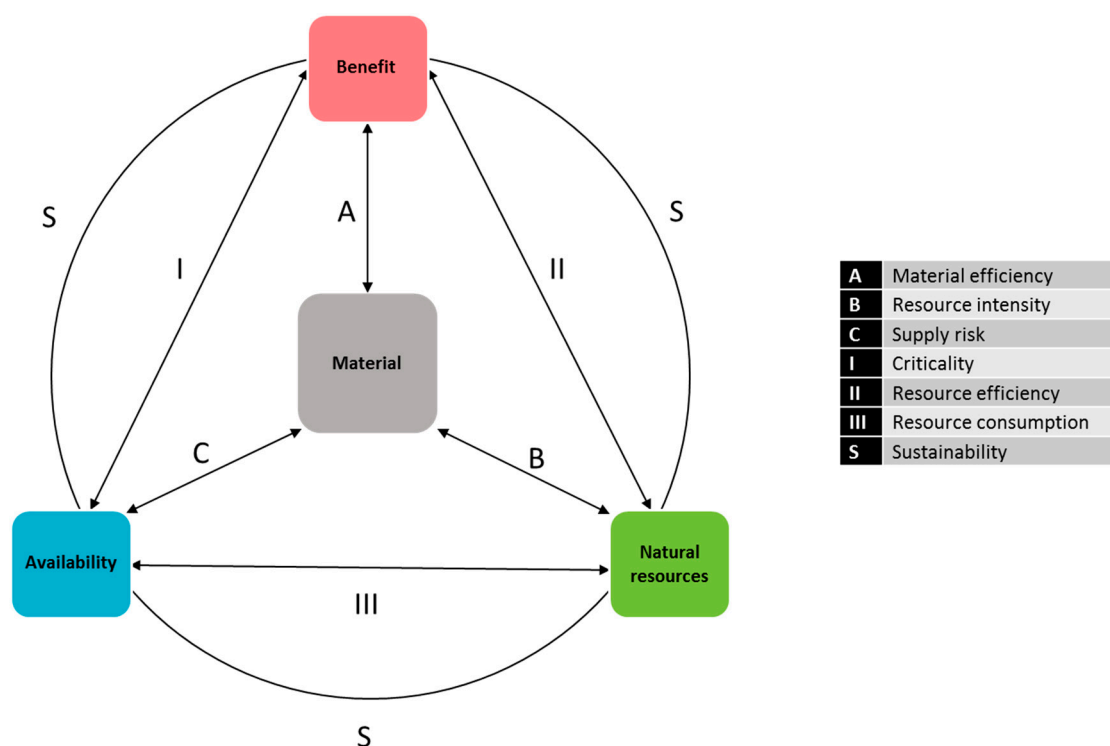 Benefit
S
S
A
I
II
Material
C
B
Availability
Natural
resources
III
S
A Material efficiency
B Resource intensity
C Supply risk
I Criticality
II Resource efficiency
III Resource consumption
S Sustainability